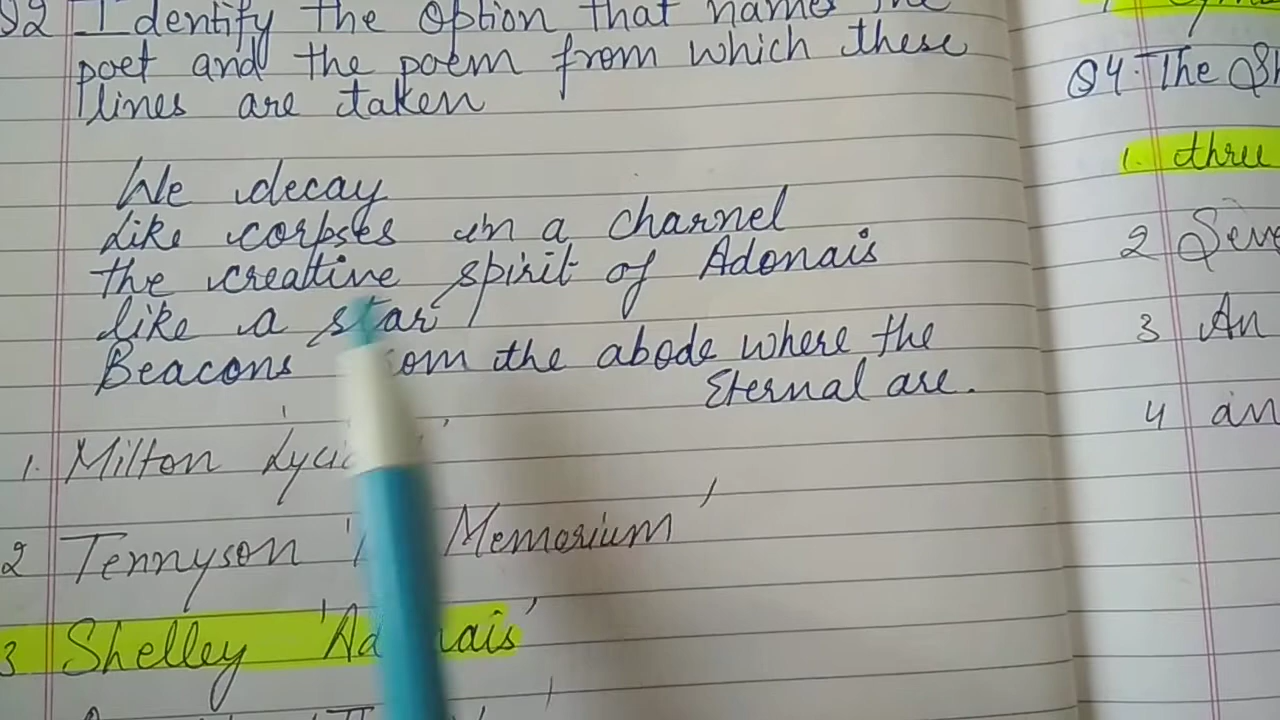 Q2 Identify the option that names the
poet and the poem from which these
lines are taken
We decay
Like corpses in a charnel
the creative spirit of Adonais
like a star
Beacons the abode where the
Eternal are.
1. Milton
2 Tennyson Memorium'
3 Shelley
Q4. The
1. three
2
3 An
4 an